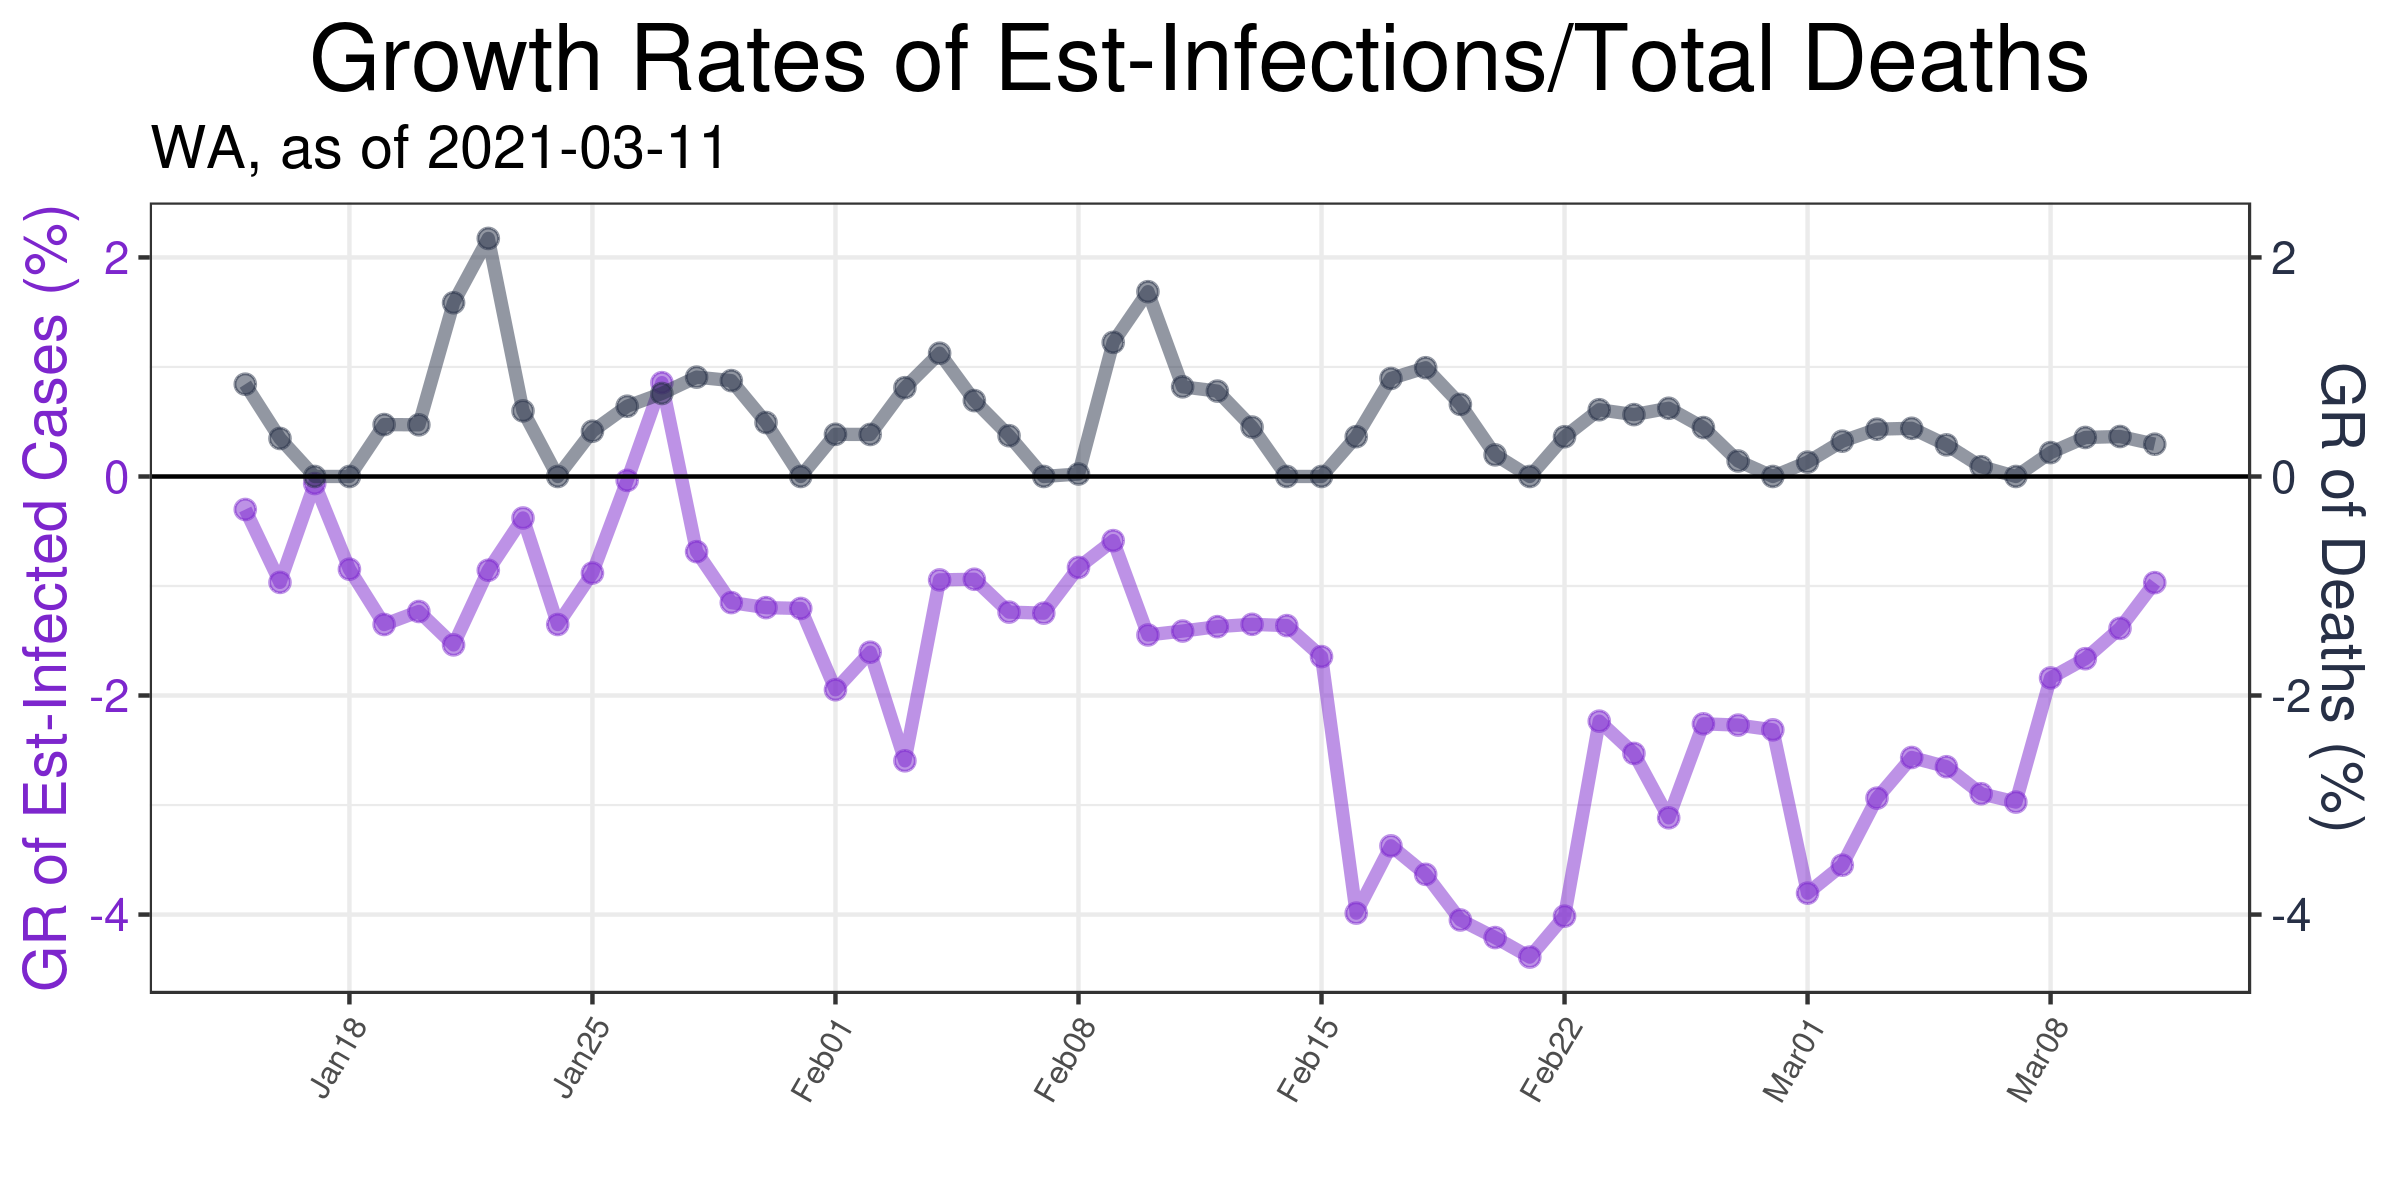 Growth Rates of Est-Infections/Total Deaths
WA, as of 2021-03-11
GR of Est-Infected Cases (%)
2
0
-2
-4
2
0
-2
-4
GR of Deaths (%)
Jan18
Jan25
Feb01
Feb08
Feb15
Feb22
Mar01
Mar08